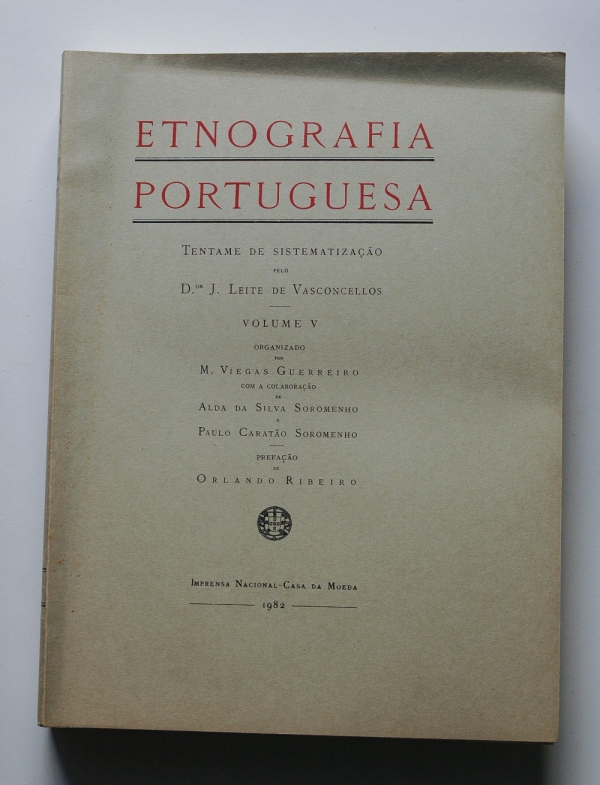 ETNOGRAFIA
PORTUGUESA
TENTAME DE SISTEMATIZAÇÃO
PELO
D.OR J. LEITE DE VASCONCELLOS
VOLUME V
ORGANIZADO
POR
M. VIEGAS GUERREIRO
COM A COLABORAÇÃO
DE
ALDA DA SILVA SOROMENHO
E
PAULO CARATÃO SOROMENHO
PREFAÇÃO
DE
ORLANDO RIBEIRO
IMPRENSA NACIONAL-CASA DA MOEDA
1982